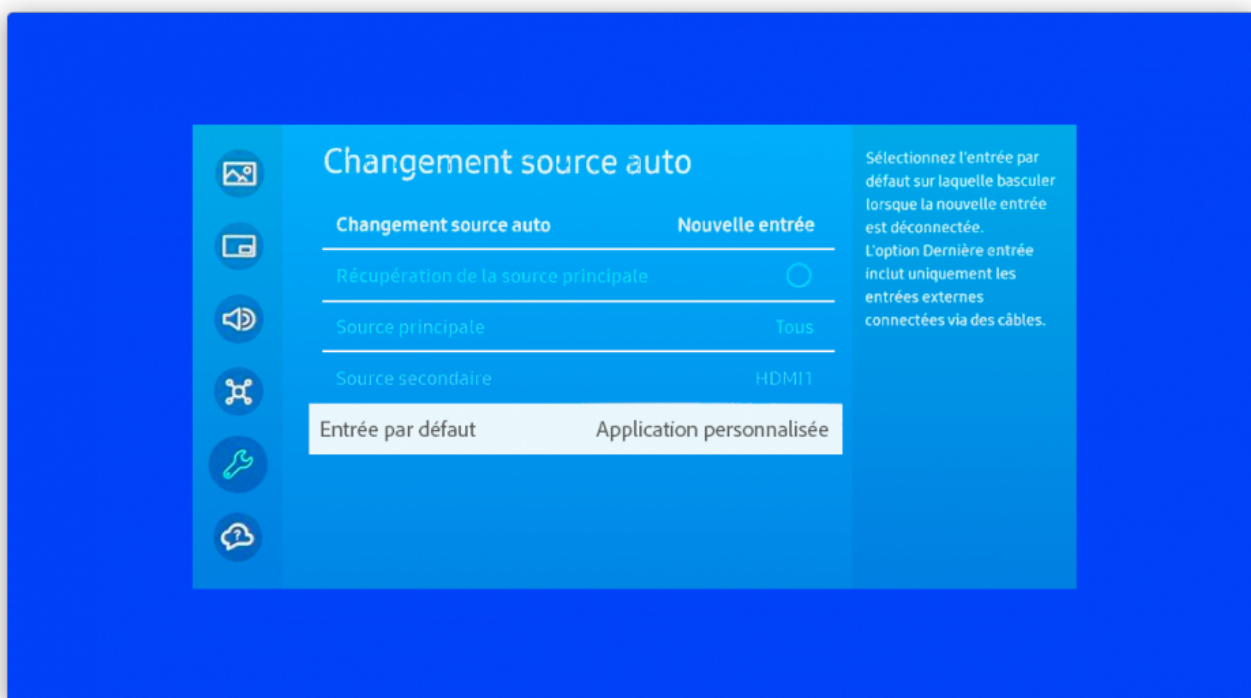 Changement source auto
Changement source auto Nouvelle entrée
Récupération de la source principale
Source principale Tous
Source secondaire HDMI1
Entrée par défaut Application personnalisée
Sélectionnez l'entrée par
défaut sur laquelle basculer
lorsque la nouvelle entrée
est déconnectée.
L'option Dernière entrée
inclut uniquement les
entrées externes
connectées via des câbles.
?